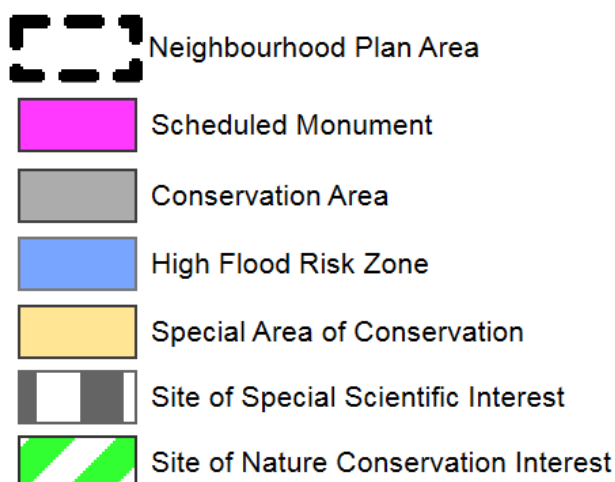 Neighbourhood Plan Area
Scheduled Monument
Conservation Area
High Flood Risk Zone
Special Area of Conservation
Site of Special Scientific Interest
Site of Nature Conservation Interest